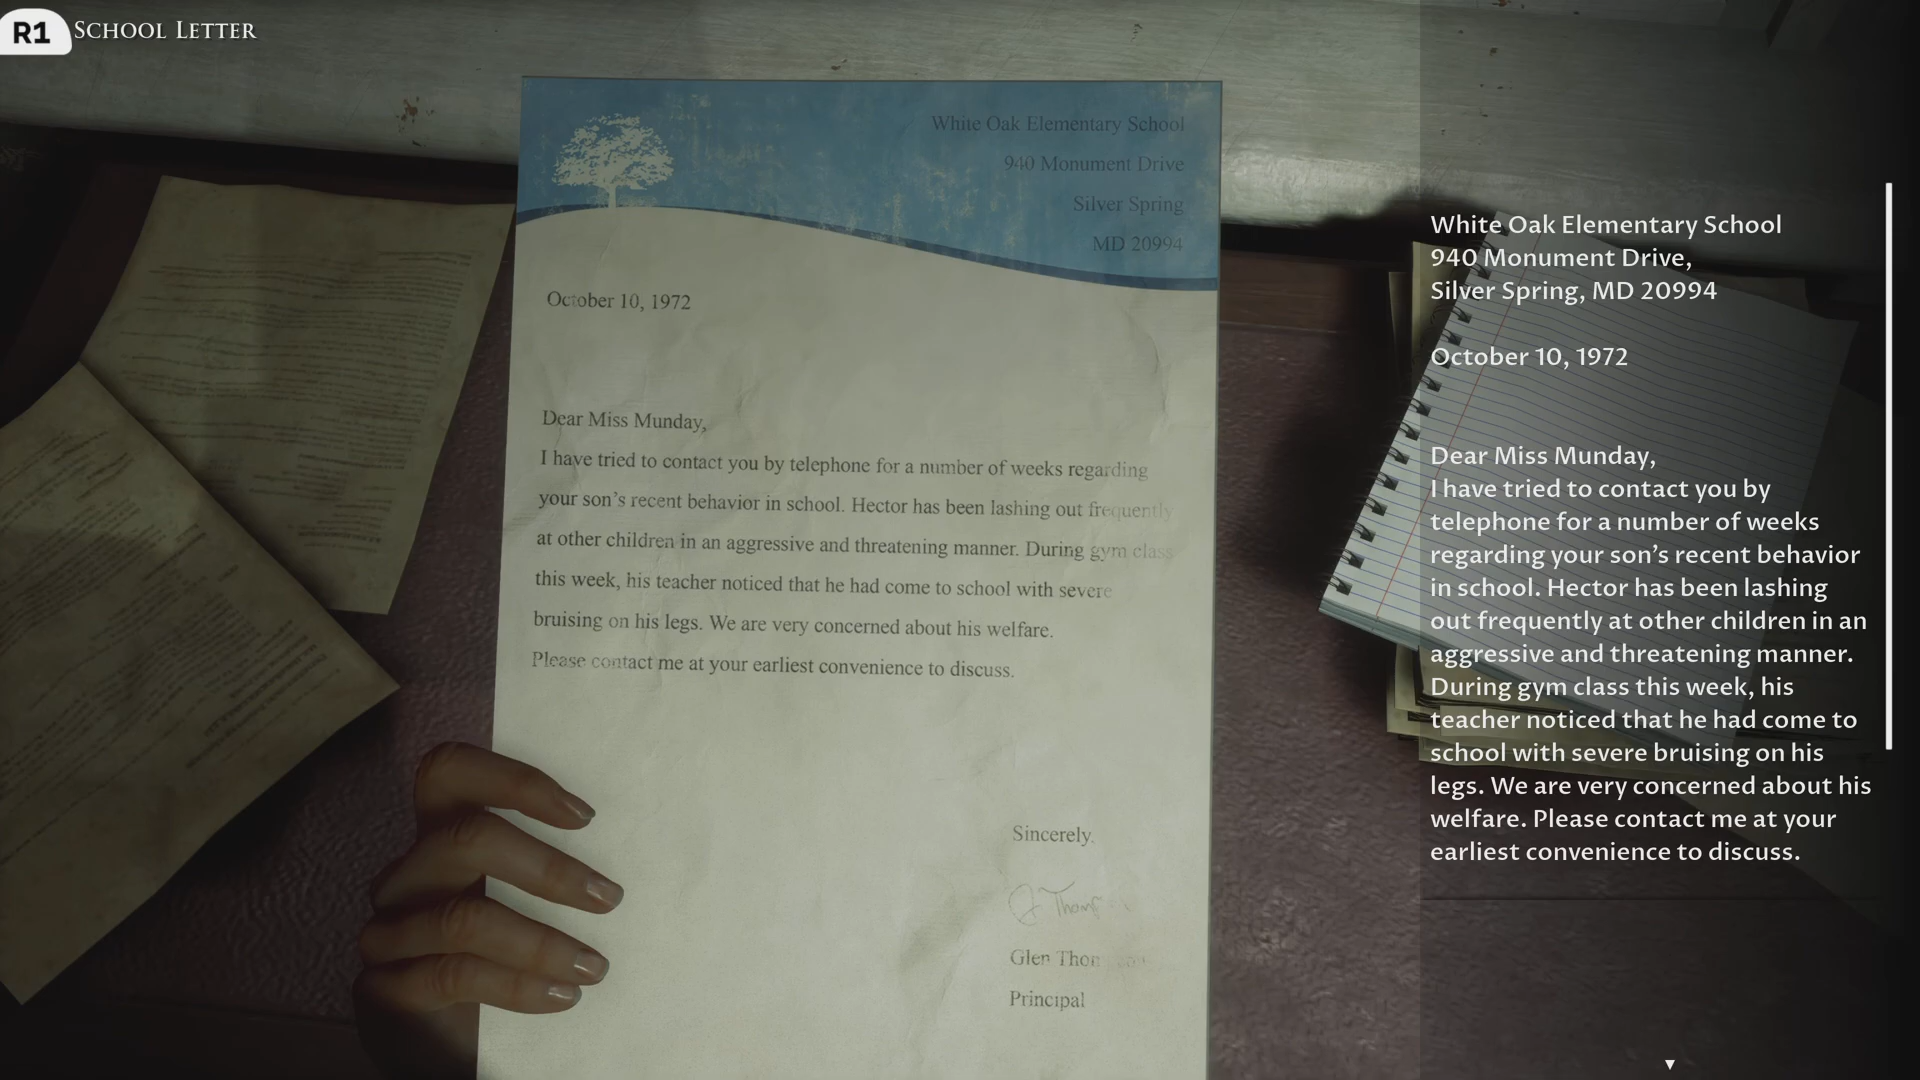 R1 SCHOOL LETTER
White Oak Elementary School
940 Monument Drive
Silver Spring
MD 20994
October 10, 1972
Dear Miss Munday,
I have tried to contact you by telephone for a number of weeks regarding
your son's recent behavior in school. Hector has been lashing out frequently
at other children in an aggressive and threatening manner. During gym class
this week, his teacher noticed that he had come to school with severe
bruising on his legs. We are very concerned about his welfare.
Please contact me at your earliest convenience to discuss.
Sincerely,
Glen
Principal
White Oak Elementary School
940 Monument Drive,
Silver Spring, MD 20994
October 10, 1972
Dear Miss Munday,
I have tried to contact you by
telephone for a number of weeks
regarding your son's recent behavior
in school. Hector has been lashing
out frequently at other children in an
aggressive and threatening manner.
During gym class this week, his
teacher noticed that he had come to
school with severe bruising on his
legs. We are very concerned about his
welfare. Please contact me at your
earliest convenience to discuss.